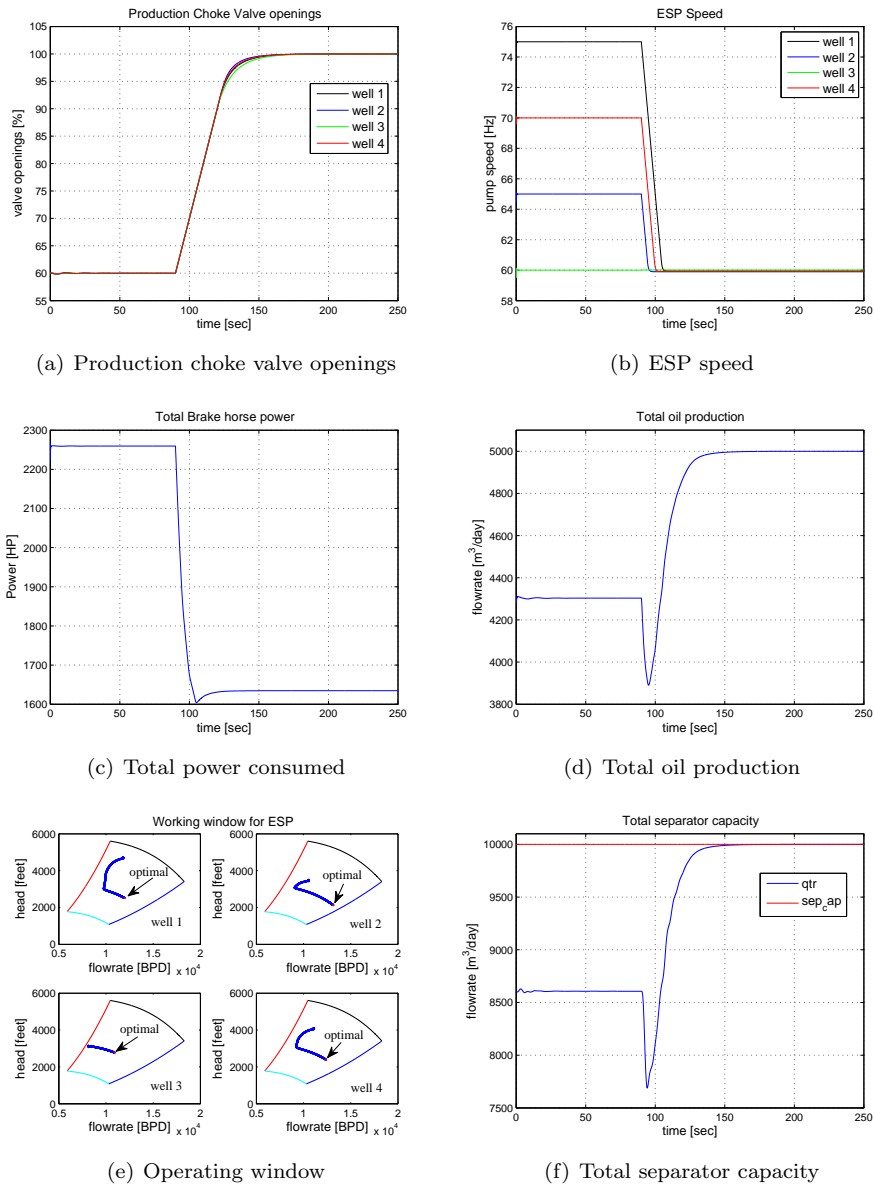 Production Choke Valve openings
valve openings [%]
105
100
95
90
85
80
75
70
65
60
55
0 50 100 150 200 250
time [sec]
well 1
well 2
well 3
well 4
(a) Production choke valve openings
ESP Speed
pump speed [Hz]
76
74
72
70
68
66
64
62
60
58
0 50 100 150 200 250
time [sec]
well 1
well 2
well 3
well 4
(b) ESP speed
Total Brake horse power
Power [HP]
2300
2200
2100
2000
1900
1800
1700
1600
0 50 100 150 200 250
time [sec]
(c) Total power consumed
Total oil production
flowrate [m³/day]
5000
4800
4600
4400
4200
4000
3800
0 50 100 150 200 250
time [sec]
(d) Total oil production
Working window for ESP
head [feet]
6000
4000
2000
0
0.5 1 1.5 2
x 10⁴
flowrate [BPD]
optimal
well 1
head [feet]
6000
4000
2000
0
0.5 1 1.5 2
x 10⁴
flowrate [BPD]
optimal
well 2
head [feet]
6000
4000
2000
0
0.5 1 1.5 2
x 10⁴
flowrate [BPD]
optimal
well 3
head [feet]
6000
4000
2000
0
0.5 1 1.5 2
x 10⁴
flowrate [BPD]
optimal
well 4
(e) Operating window
Total separator capacity
flowrate [m³/day]
10000
9500
9000
8500
8000
7500
0 50 100 150 200 250
time [sec]
qtr
sep_cap
(f) Total separator capacity